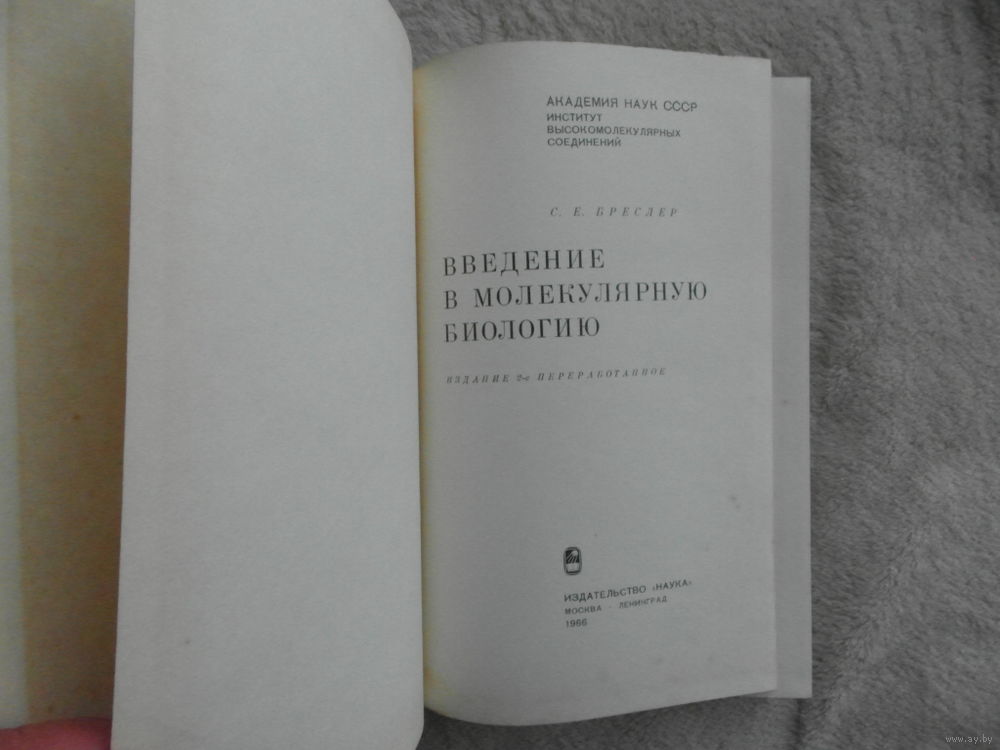 АКАДЕМИЯ НАУК СССР
ИНСТИТУТ
ВЫСОКОМОЛЕКУЛЯРНЫХ
СОЕДИНЕНИЙ
С. Е. БРЕСЛЕР
ВВЕДЕНИЕ
В МОЛЕКУЛЯРНУЮ
БИОЛОГИЮ
ИЗДАНИЕ 2-е ПЕРЕРАБОТАННОЕ
ИЗДАТЕЛЬСТВО «НАУКА»
МОСКВА · ЛЕНИНГРАД
1966
www.ay.by